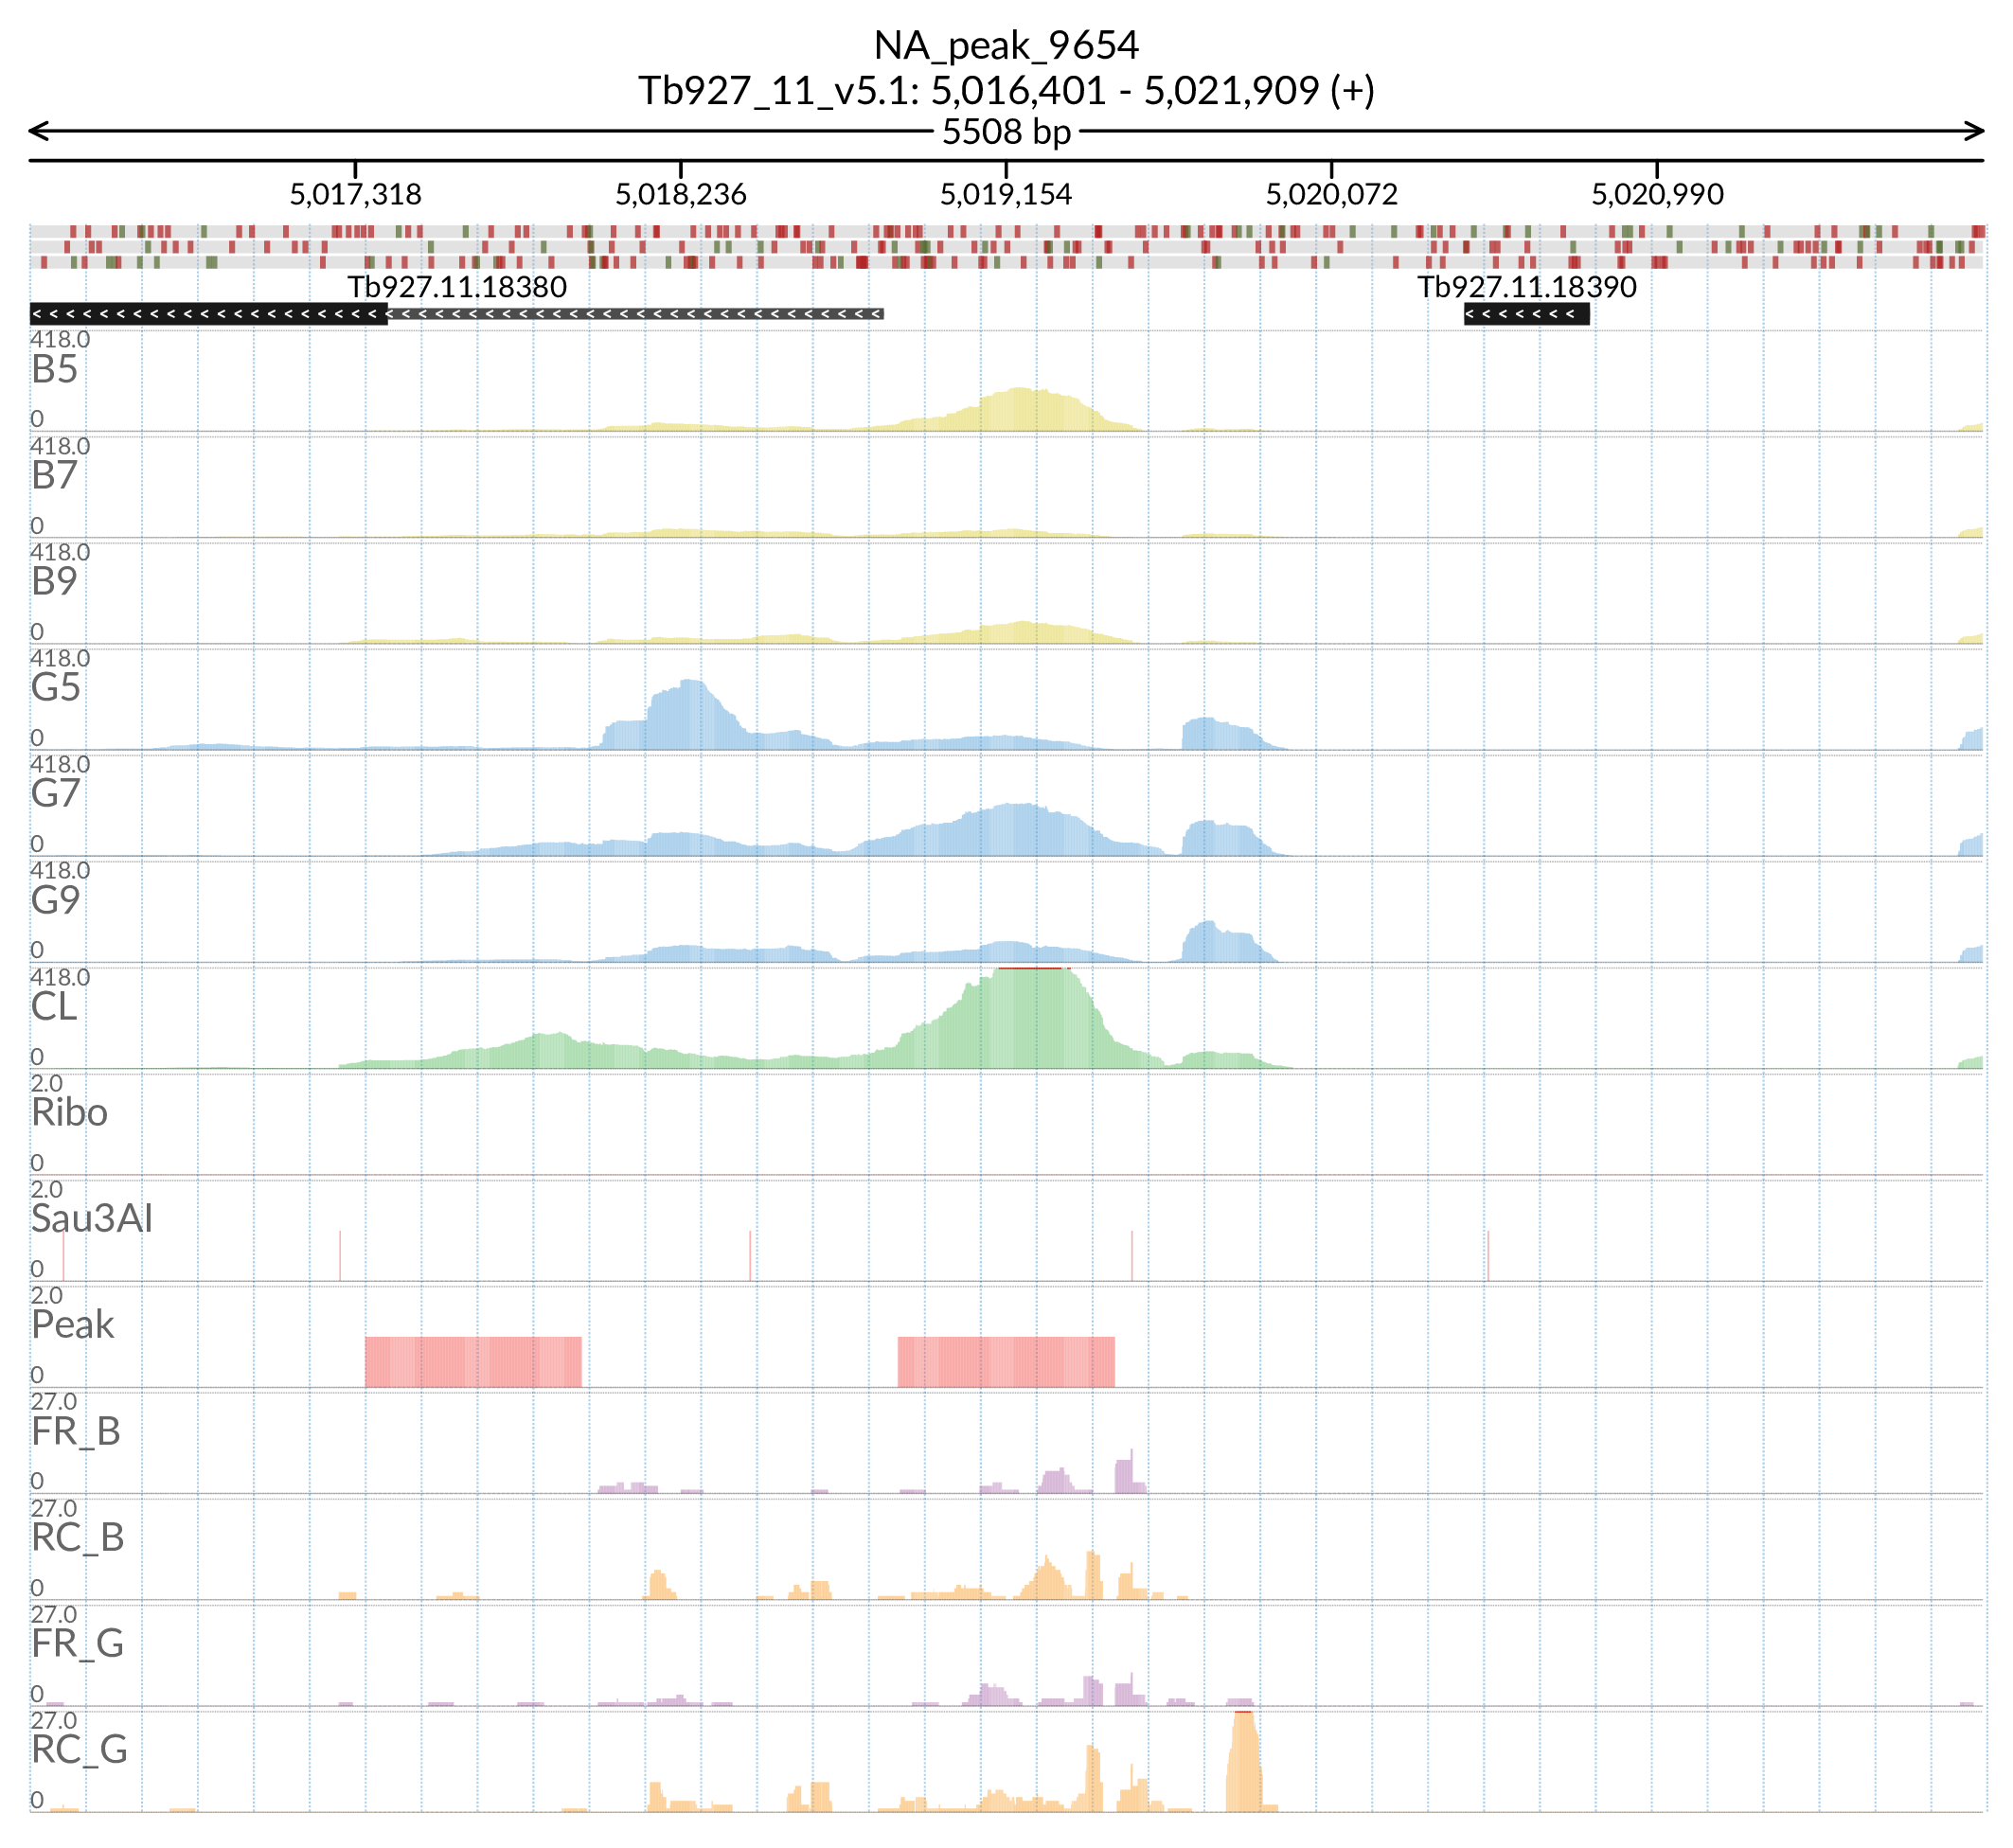 NA_peak_9654
Tb927_11_v5.1: 5,016,401 - 5,021,909 (+)
5508 bp
5,017,318 5,018,236 5,019,154 5,020,072 5,020,990
Tb927.11.18380 Tb927.11.18390
418.0
B5
0
418.0
B7
0
418.0
B9
0
418.0
G5
0
418.0
G7
0
418.0
G9
0
418.0
CL
0
2.0
Ribo
0
2.0
Sau3AI
0
2.0
Peak
0
27.0
FR_B
0
27.0
RC_B
0
27.0
FR_G
0
27.0
RC_G
0